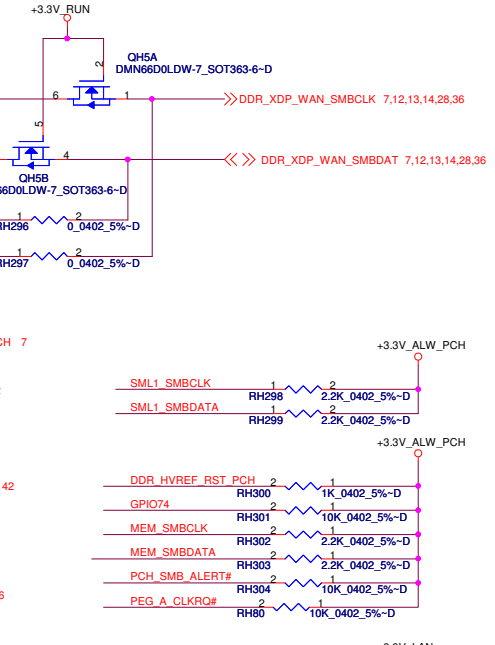 +3.3V_RUN
QH5A
DMN66D0LDW-7_SOT363-6~D
2
6
1
DDR_XDP_WAN_SMBCLK 7,12,13,14,28,36
5
4
DDR_XDP_WAN_SMBDAT 7,12,13,14,28,36
QH5B
66D0LDW-7_SOT363-6~D
1 2
RH296 0_0402_5%~D
1 2
RH297 0_0402_5%~D
CH 7
+3.3V_ALW_PCH
SML1_SMBCLK 1 2
RH298 2.2K_0402_5%~D
SML1_SMBDATA 1 2
RH299 2.2K_0402_5%~D
+3.3V_ALW_PCH
42
DDR_HVREF_RST_PCH 2 1
RH300 1K_0402_5%~D
GPIO74 2 1
RH301 10K_0402_5%~D
MEM_SMBCLK 2 1
RH302 2.2K_0402_5%~D
MEM_SMBDATA 2 1
RH303 2.2K_0402_5%~D
PCH_SMB_ALERT# 2 1
RH304 10K_0402_5%~D
6
PEG_A_CLKRQ# 2 1
RH80 10K_0402_5%~D